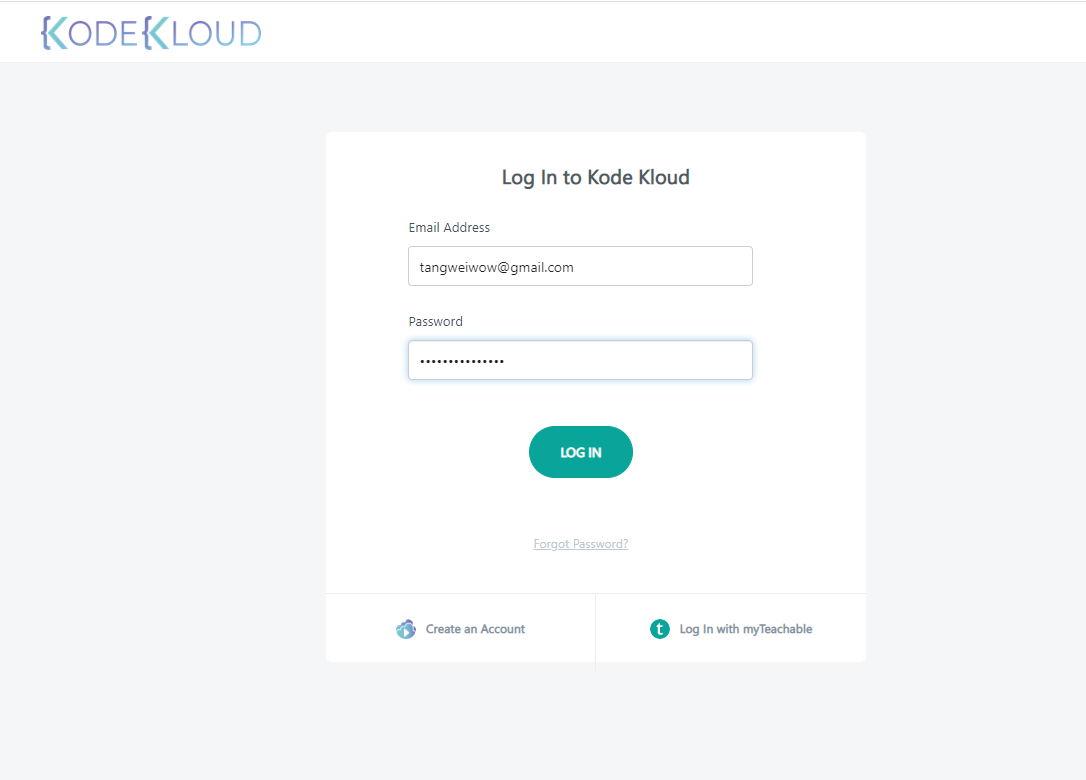 {KODE{KLOUD
Log In to Kode Kloud
Email Address
tangweiwow@gmail.com
Password
•••••••••••••••
LOG IN
Forgot Password?
Create an Account
t Log In with myTeachable